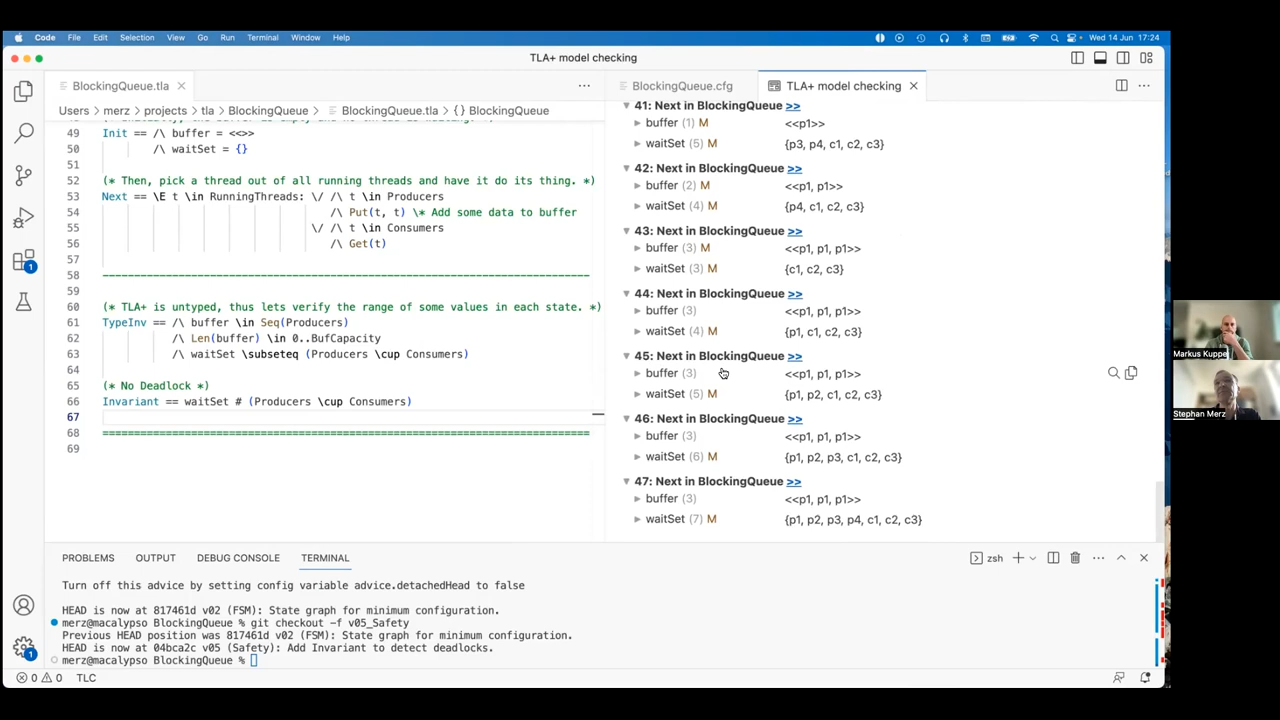 Code File Edit Selection View Go Run Terminal Window Help Wed 14 Jun 17:24
TLA+ model checking
BlockingQueue.tla
Users > merz > projects > tla > BlockingQueue > BlockingQueue.tla > {} BlockingQueue
49 Init == /\ buffer = <<>>
50 /\ waitSet = {}
51
52 (* Then, pick a thread out of all running threads and have it do its thing. *)
53 Next == \E t \in RunningThreads: \/ /\ t \in Producers
54 /\ Put(t, t) \* Add some data to buffer
55 \/ /\ t \in Consumers
56 /\ Get(t)
57
58 -----------------------------------------------------------------------------
59
60 (* TLA+ is untyped, thus lets verify the range of some values in each state. *)
61 TypeInv == /\ buffer \in Seq(Producers)
62 /\ Len(buffer) \in 0..BufCapacity
63 /\ waitSet \subseteq (Producers \cup Consumers)
64
65 (* No Deadlock *)
66 Invariant == waitSet # (Producers \cup Consumers)
67
68 =============================================================================
69
BlockingQueue.cfg TLA+ model checking
41: Next in BlockingQueue >>
buffer (1) M <<p1>>
waitSet (5) M {p3, p4, c1, c2, c3}
42: Next in BlockingQueue >>
buffer (2) M <<p1, p1>>
waitSet (4) M {p4, c1, c2, c3}
43: Next in BlockingQueue >>
buffer (3) M <<p1, p1, p1>>
waitSet (3) M {c1, c2, c3}
44: Next in BlockingQueue >>
buffer (3) <<p1, p1, p1>>
waitSet (4) M {p1, c1, c2, c3}
45: Next in BlockingQueue >>
buffer (3) <<p1, p1, p1>>
waitSet (5) M {p1, p2, c1, c2, c3}
46: Next in BlockingQueue >>
buffer (3) <<p1, p1, p1>>
waitSet (6) M {p1, p2, p3, c1, c2, c3}
47: Next in BlockingQueue >>
buffer (3) <<p1, p1, p1>>
waitSet (7) M {p1, p2, p3, p4, c1, c2, c3}
Markus Kuppe
Stephan Merz
PROBLEMS OUTPUT DEBUG CONSOLE TERMINAL zsh
Turn off this advice by setting config variable advice.detachedHead to false
HEAD is now at 817461d v02 (FSM): State graph for minimum configuration.
merz@macalypso BlockingQueue % git checkout -f v05_Safety
Previous HEAD position was 817461d v02 (FSM): State graph for minimum configuration.
HEAD is now at 04bca2c v05 (Safety): Add Invariant to detect deadlocks.
merz@macalypso BlockingQueue %
1
1
0 0 TLC